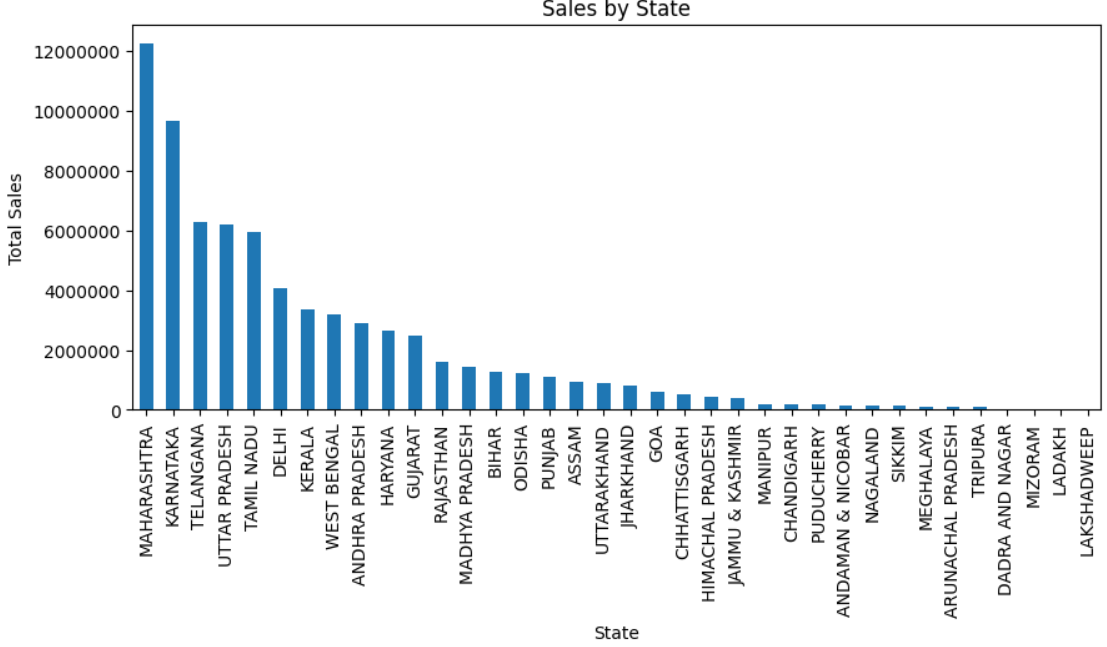 Sales by State
12000000
10000000
8000000
6000000
4000000
2000000
0
Total Sales
MAHARASHTRA
KARNATAKA
TELANGANA
UTTAR PRADESH
TAMIL NADU
DELHI
KERALA
WEST BENGAL
ANDHRA PRADESH
HARYANA
GUJARAT
RAJASTHAN
MADHYA PRADESH
BIHAR
ODISHA
PUNJAB
ASSAM
UTTARAKHAND
JHARKHAND
GOA
CHHATTISGARH
HIMACHAL PRADESH
JAMMU & KASHMIR
MANIPUR
CHANDIGARH
PUDUCHERRY
ANDAMAN & NICOBAR
NAGALAND
SIKKIM
MEGHALAYA
ARUNACHAL PRADESH
TRIPURA
DADRA AND NAGAR
MIZORAM
LADAKH
LAKSHADWEEP
State